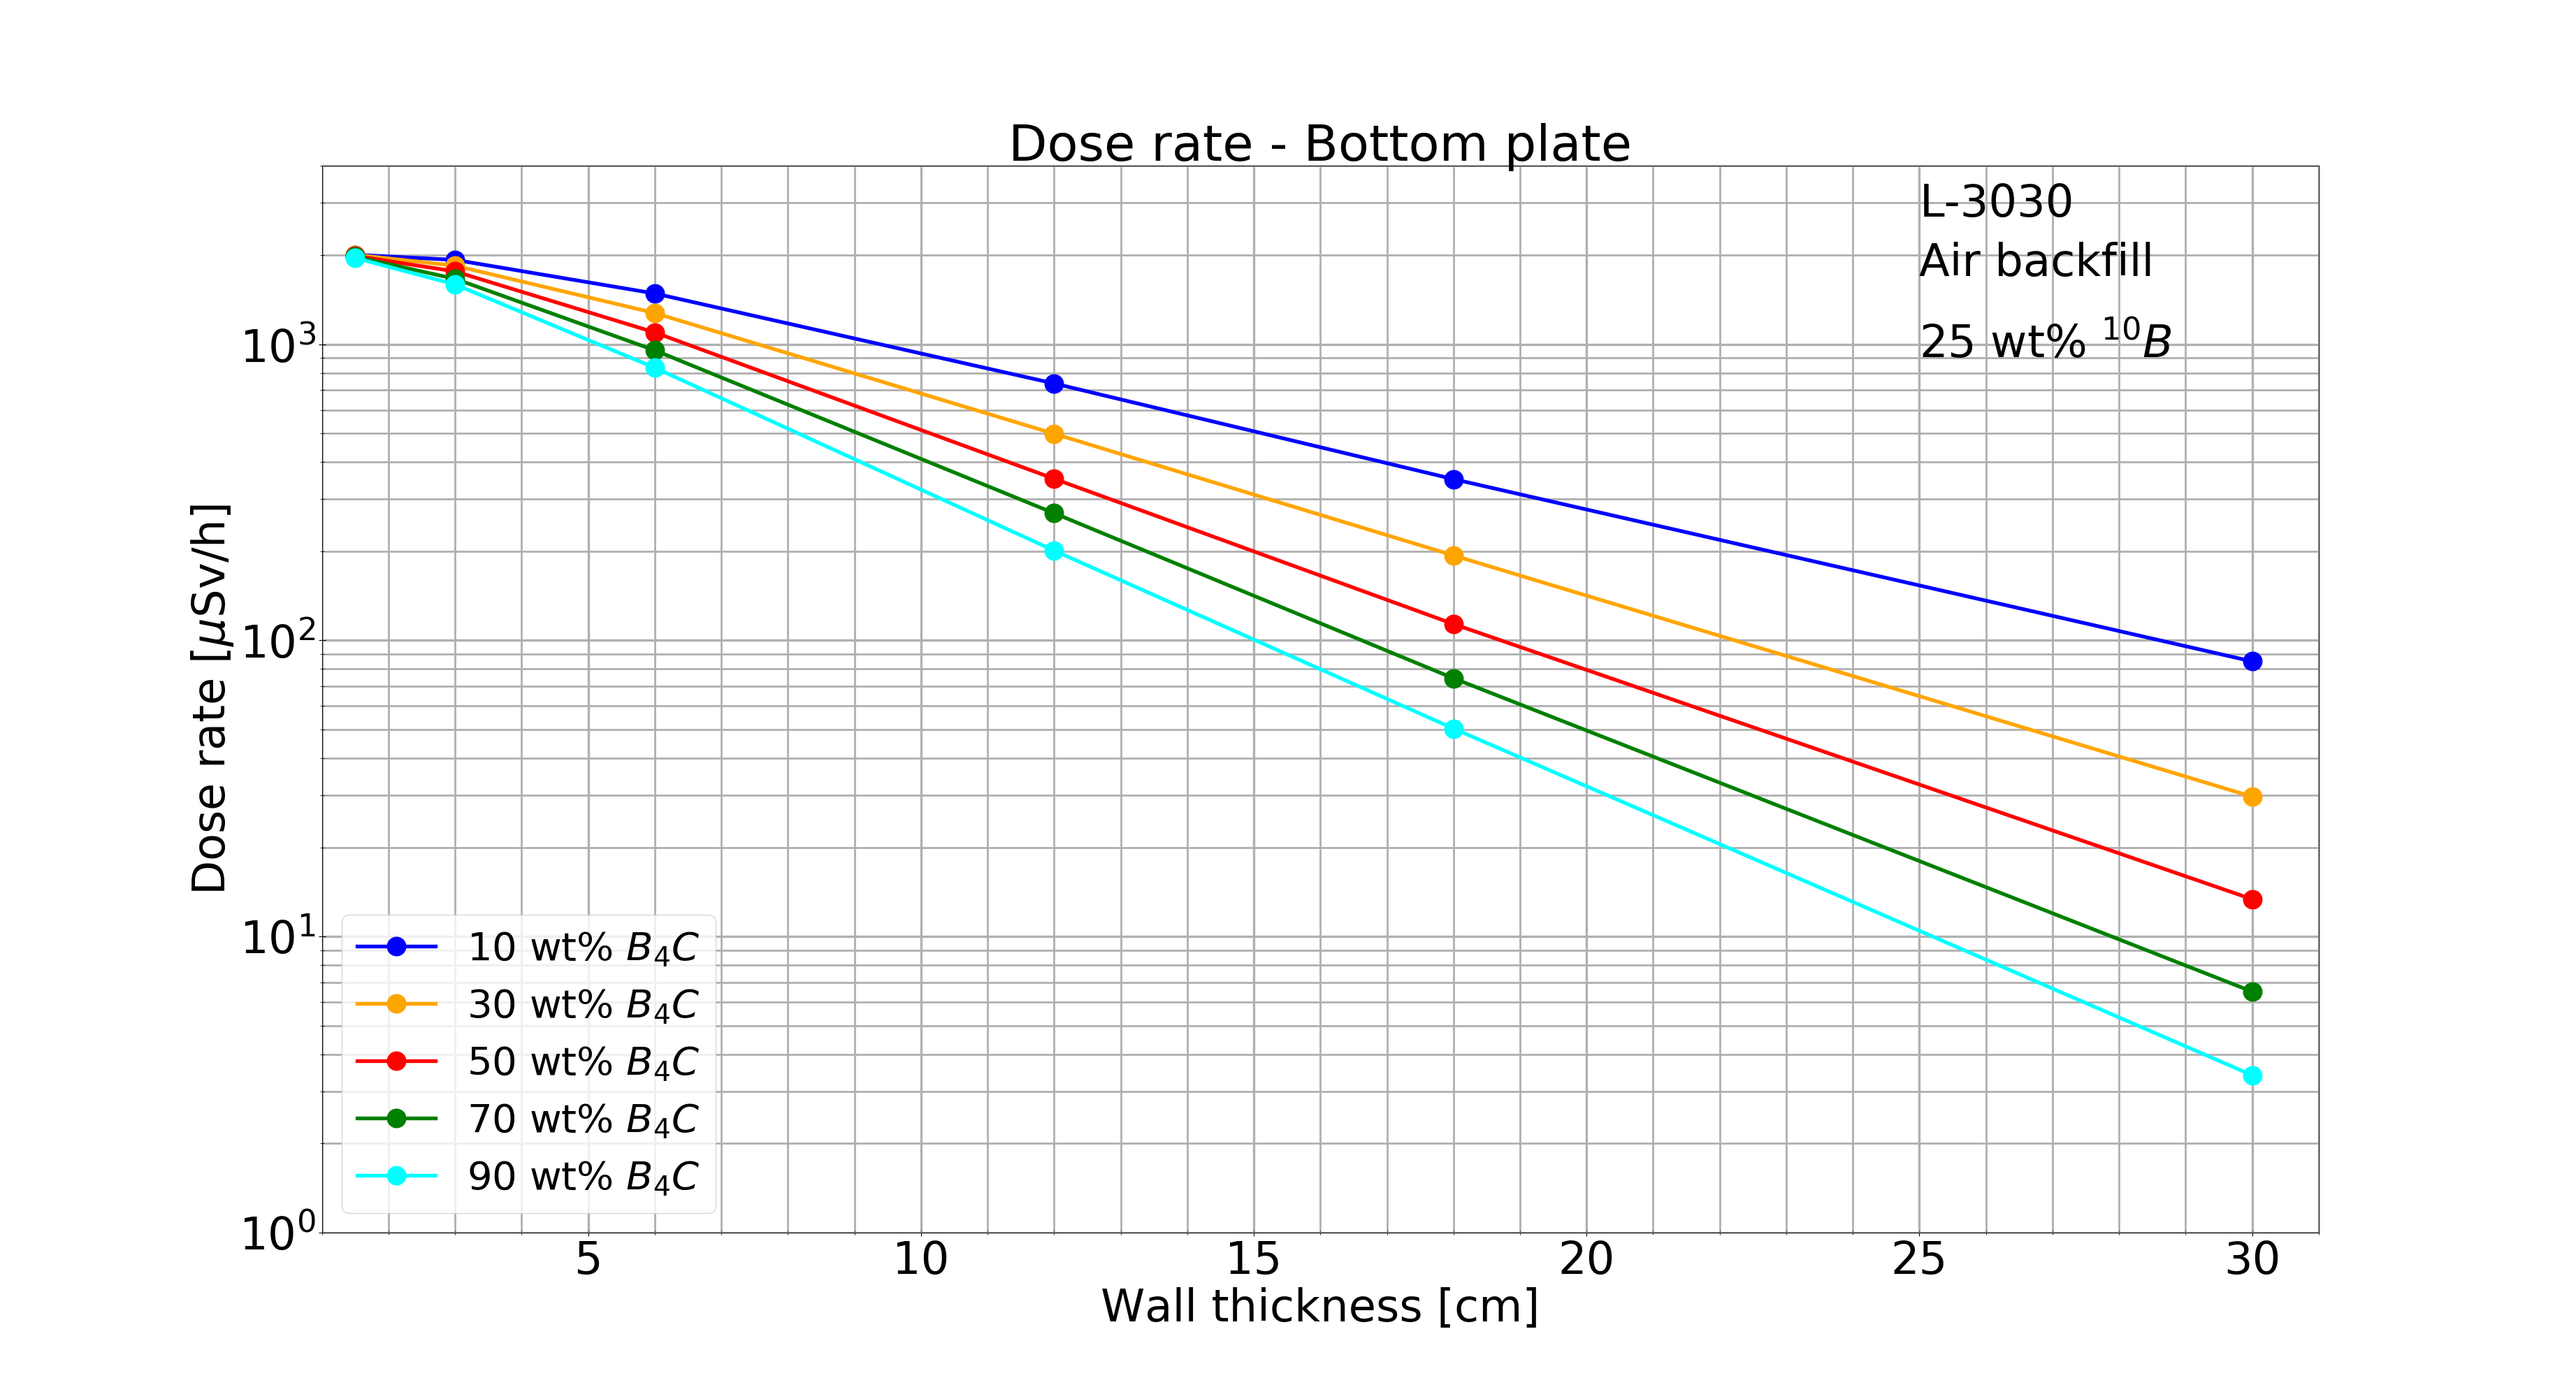 Dose rate - Bottom plate
L-3030
Air backfill
25 wt% ¹⁰B
Dose rate [μSv/h]
10³
10²
10¹
10⁰
10 wt% B₄C
30 wt% B₄C
50 wt% B₄C
70 wt% B₄C
90 wt% B₄C
5 10 15 20 25 30
Wall thickness [cm]